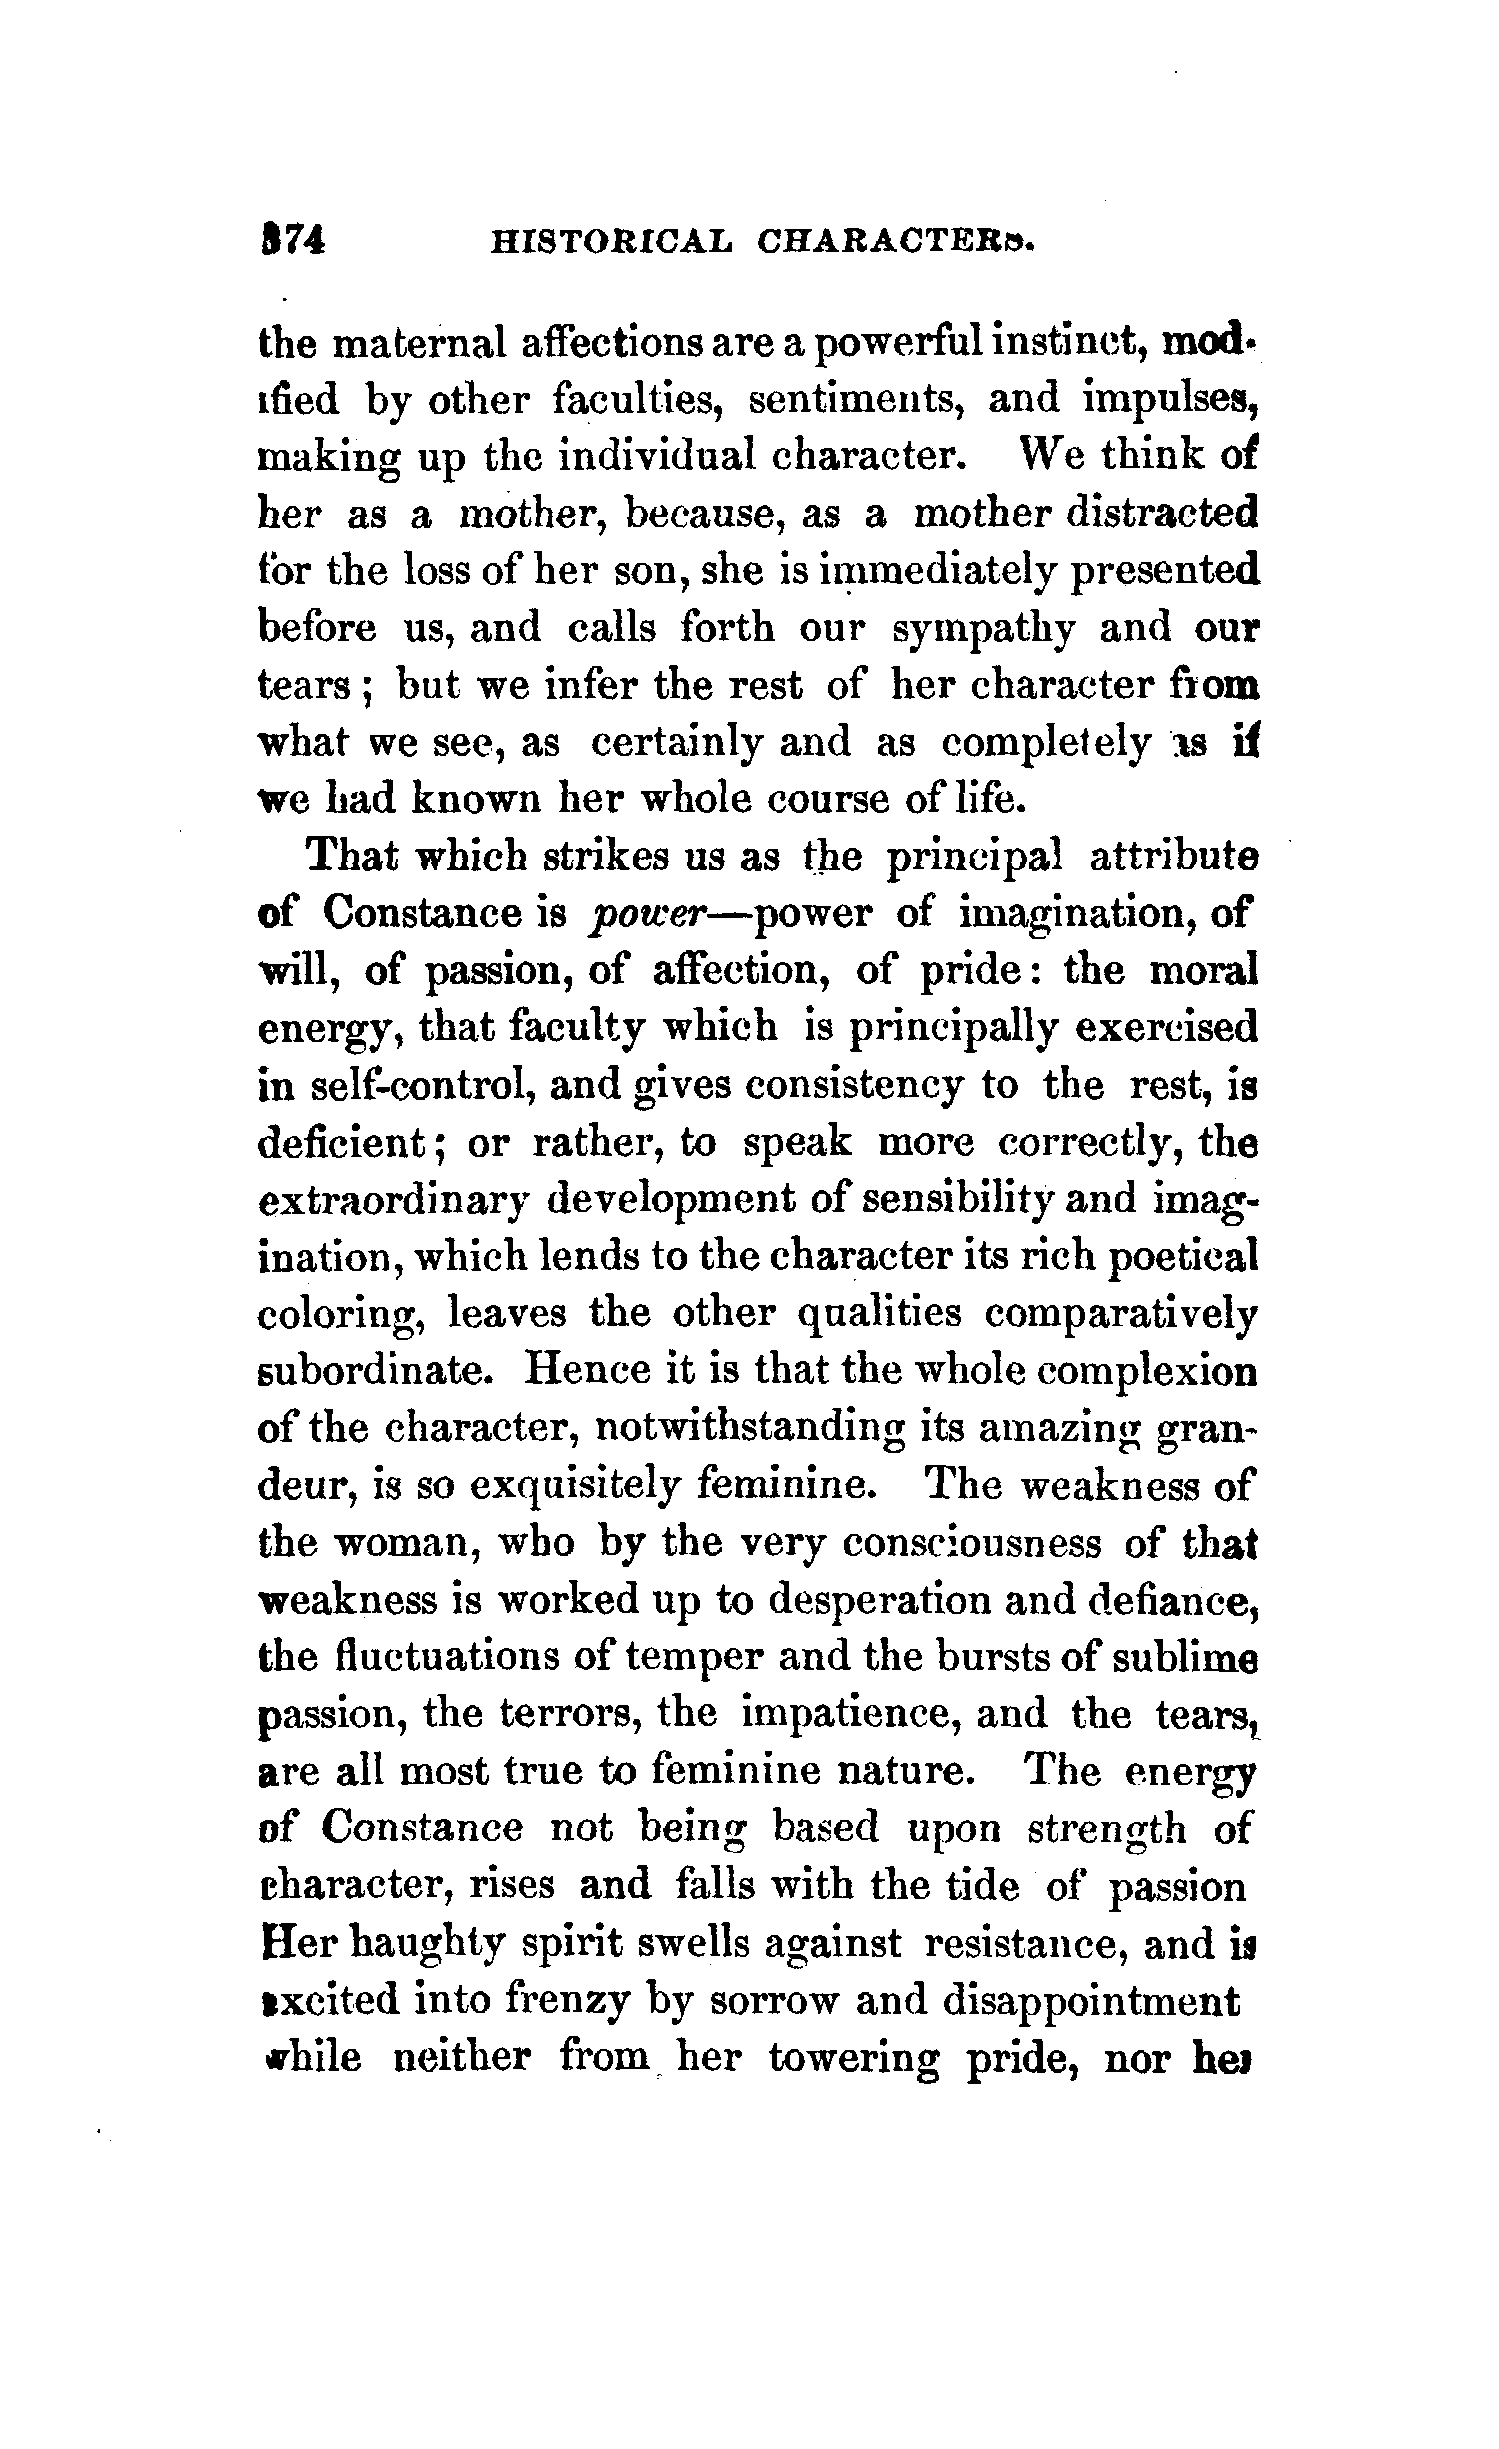 374 HISTORICAL CHARACTERS.
the maternal affections are a powerful instinct, mod-
ified by other faculties, sentiments, and impulses,
making up the individual character. We think of
her as a mother, because, as a mother distracted
for the loss of her son, she is immediately presented
before us, and calls forth our sympathy and our
tears; but we infer the rest of her character from
what we see, as certainly and as completely as if
we had known her whole course of life.
That which strikes us as the principal attribute
of Constance is power—power of imagination, of
will, of passion, of affection, of pride: the moral
energy, that faculty which is principally exercised
in self-control, and gives consistency to the rest, is
deficient; or rather, to speak more correctly, the
extraordinary development of sensibility and imag-
ination, which lends to the character its rich poetical
coloring, leaves the other qualities comparatively
subordinate. Hence it is that the whole complexion
of the character, notwithstanding its amazing gran-
deur, is so exquisitely feminine. The weakness of
the woman, who by the very consciousness of that
weakness is worked up to desperation and defiance,
the fluctuations of temper and the bursts of sublime
passion, the terrors, the impatience, and the tears,
are all most true to feminine nature. The energy
of Constance not being based upon strength of
character, rises and falls with the tide of passion
Her haughty spirit swells against resistance, and is
excited into frenzy by sorrow and disappointment
while neither from her towering pride, nor her